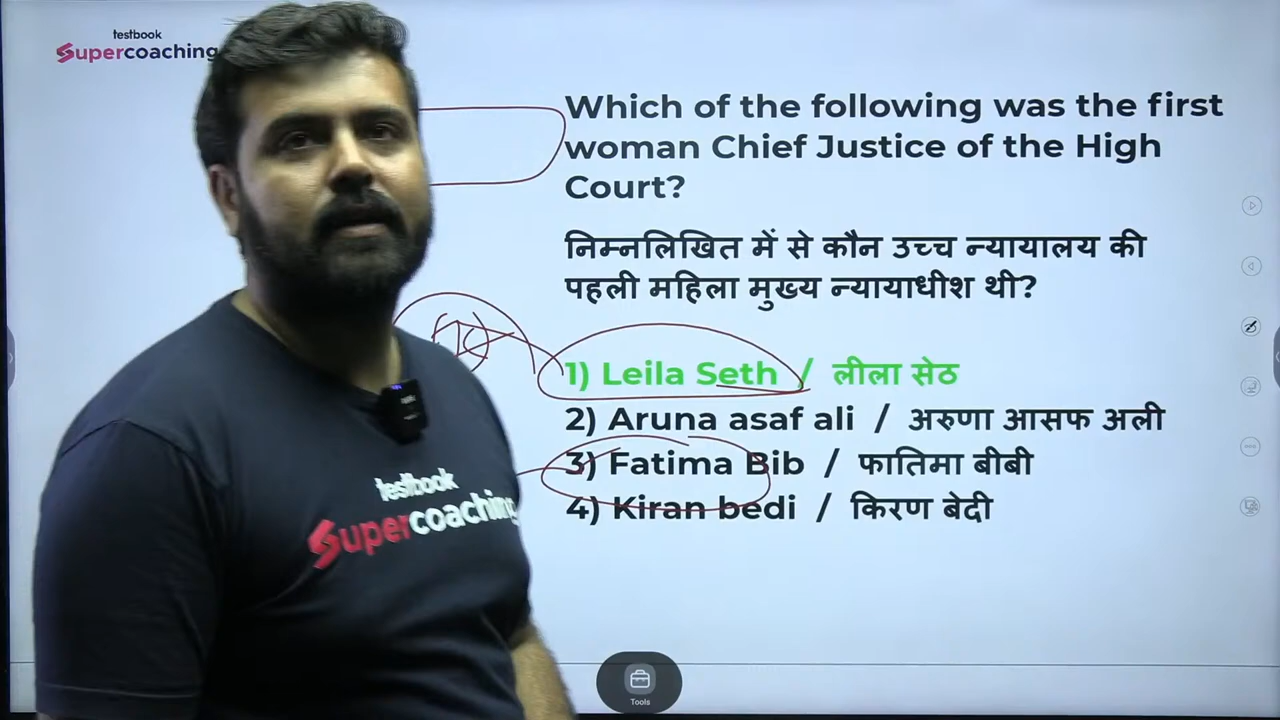 testbook
Supercoaching
Which of the following was the first
woman Chief Justice of the High
Court?
निम्नलिखित में से कौन उच्च न्यायालय की
पहली महिला मुख्य न्यायाधीश थी?
1) Leila Seth / लीला सेठ
2) Aruna asaf ali / अरुणा आसफ अली
3) Fatima Bib / फातिमा बीबी
4) Kiran bedi / किरण बेदी
testbook
Supercoaching
Tools